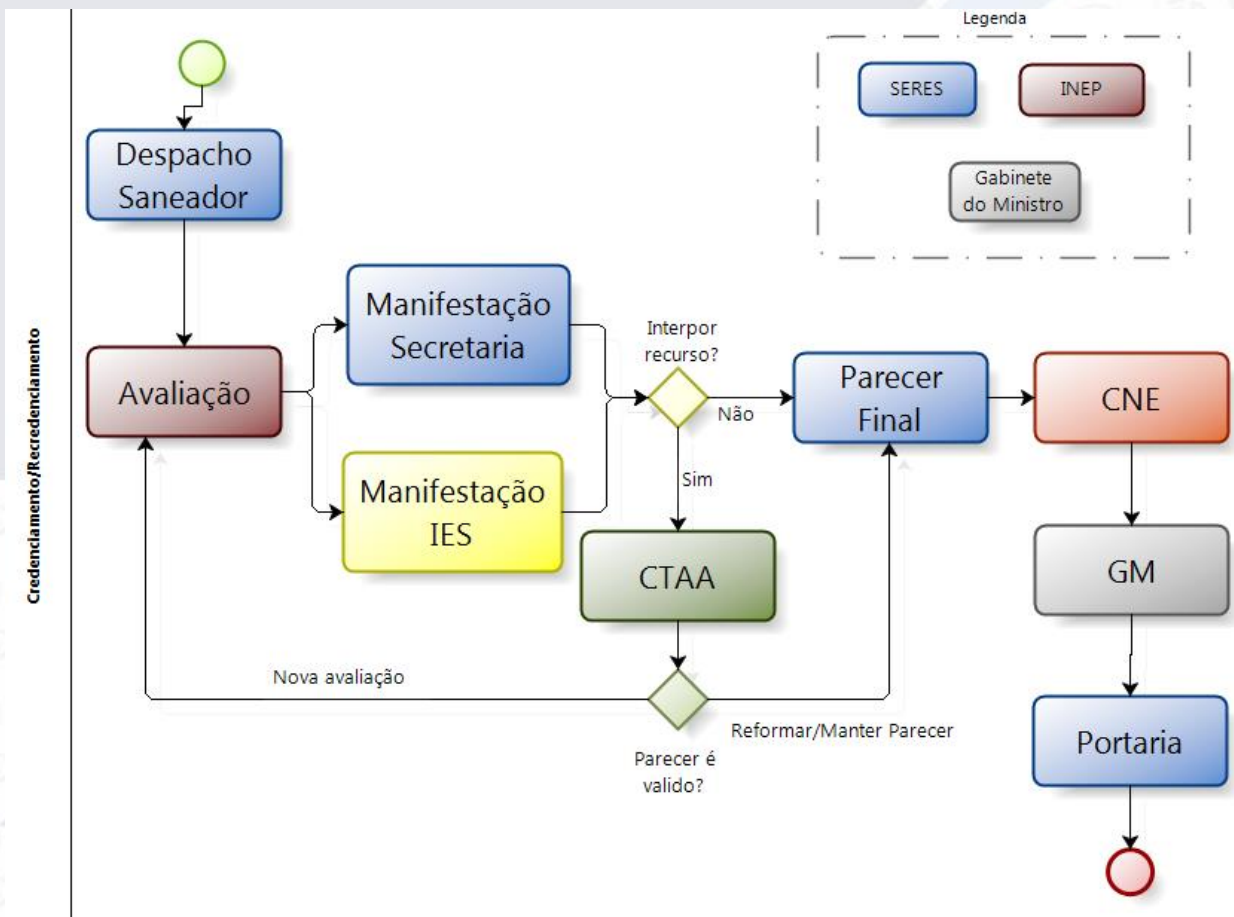 Legenda
SERES
INEP
Gabinete
do Ministro
Credenciamento/Recredenciamento
Despacho
Saneador
Avaliação
Manifestação
Secretaria
Manifestação
IES
Interpor
recurso?
Não
Sim
CTAA
Parecer é
valido?
Nova avaliação
Reformar/Manter Parecer
Parecer
Final
CNE
GM
Portaria